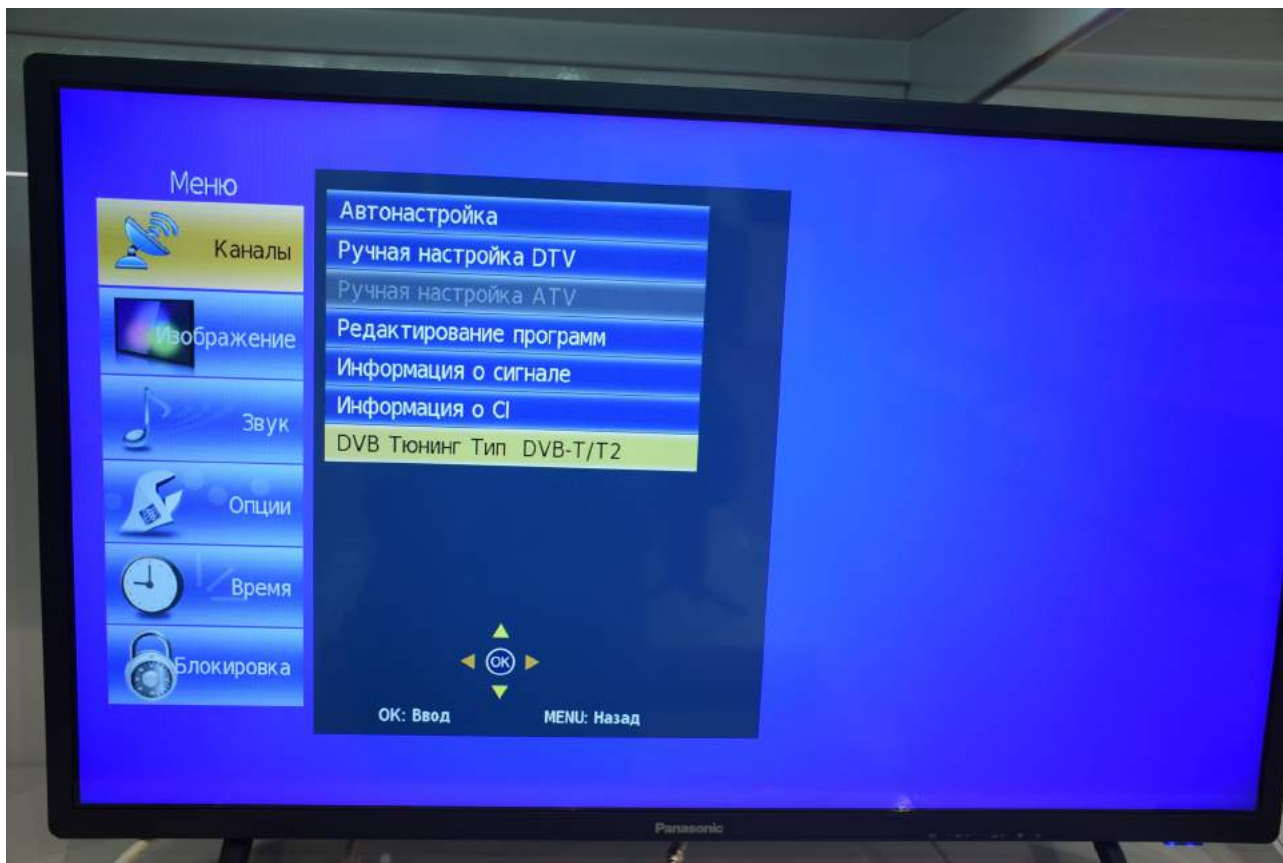 Меню
Каналы
Изображение
Звук
Опции
Время
Блокировка
Автонастройка
Ручная настройка DTV
Ручная настройка ATV
Редактирование программ
Информация о сигнале
Информация о CI
DVB Тюнинг Тип DVB-T/T2
OK
OK: Ввод MENU: Назад
Panasonic